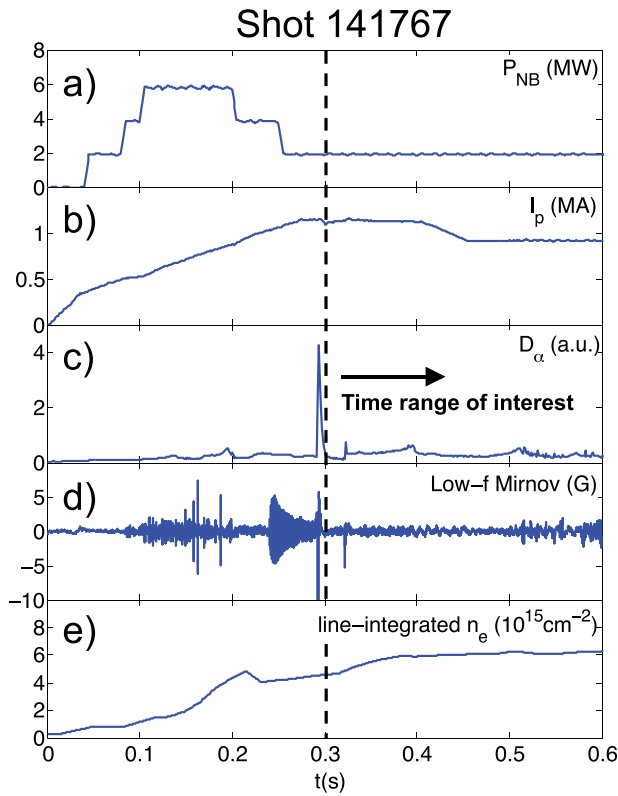 Shot 141767
8
6
4
2
0
a)
P_NB (MW)
1
0.5
0
b)
I_p (MA)
4
2
0
c)
D_α (a.u.)
Time range of interest
5
0
−5
−10
d)
Low−f Mirnov (G)
8
6
4
2
0
e)
line−integrated n_e (10^15 cm^−2)
0 0.1 0.2 0.3 0.4 0.5 0.6
t(s)